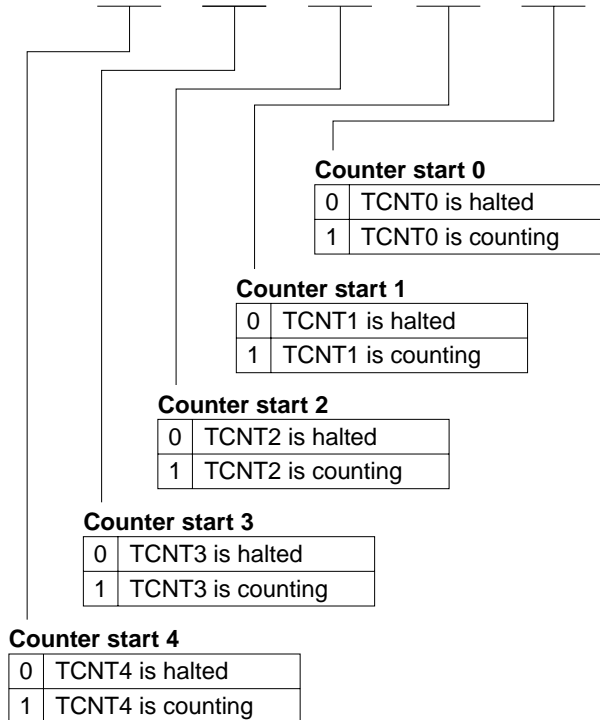 Counter start 0
0 TCNT0 is halted
1 TCNT0 is counting
Counter start 1
0 TCNT1 is halted
1 TCNT1 is counting
Counter start 2
0 TCNT2 is halted
1 TCNT2 is counting
Counter start 3
0 TCNT3 is halted
1 TCNT3 is counting
Counter start 4
0 TCNT4 is halted
1 TCNT4 is counting